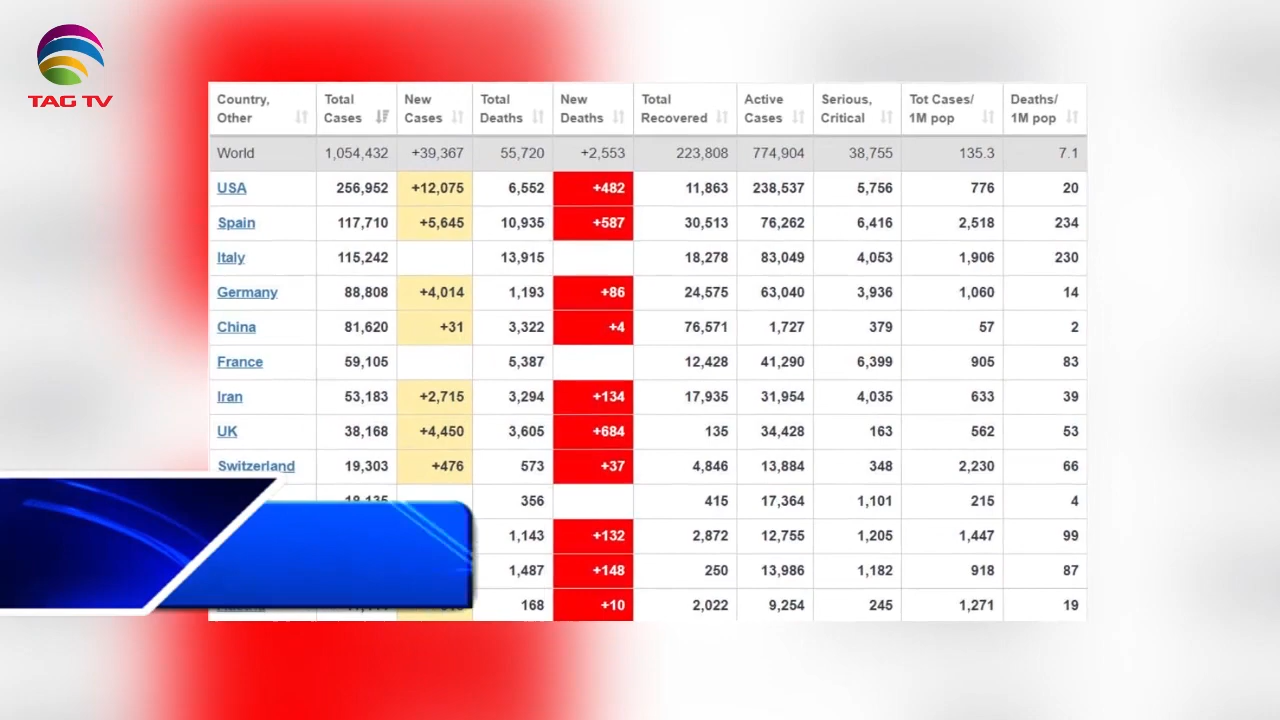 TAG TV
Country, Other Total Cases New Cases Total Deaths New Deaths Total Recovered Active Cases Serious, Critical Tot Cases/ 1M pop Deaths/ 1M pop
World 1,054,432 +39,367 55,720 +2,553 223,808 774,904 38,755 135.3 7.1
USA 256,952 +12,075 6,552 +482 11,863 238,537 5,756 776 20
Spain 117,710 +5,645 10,935 +587 30,513 76,262 6,416 2,518 234
Italy 115,242 13,915 18,278 83,049 4,053 1,906 230
Germany 88,808 +4,014 1,193 +86 24,575 63,040 3,936 1,060 14
China 81,620 +31 3,322 +4 76,571 1,727 379 57 2
France 59,105 5,387 12,428 41,290 6,399 905 83
Iran 53,183 +2,715 3,294 +134 17,935 31,954 4,035 633 39
UK 38,168 +4,450 3,605 +684 135 34,428 163 562 53
Switzerland 19,303 +476 573 +37 4,846 13,884 348 2,230 66
18,135 356 415 17,364 1,101 215 4
1,143 +132 2,872 12,755 1,205 1,447 99
1,487 +148 250 13,986 1,182 918 87
168 +10 2,022 9,254 245 1,271 19